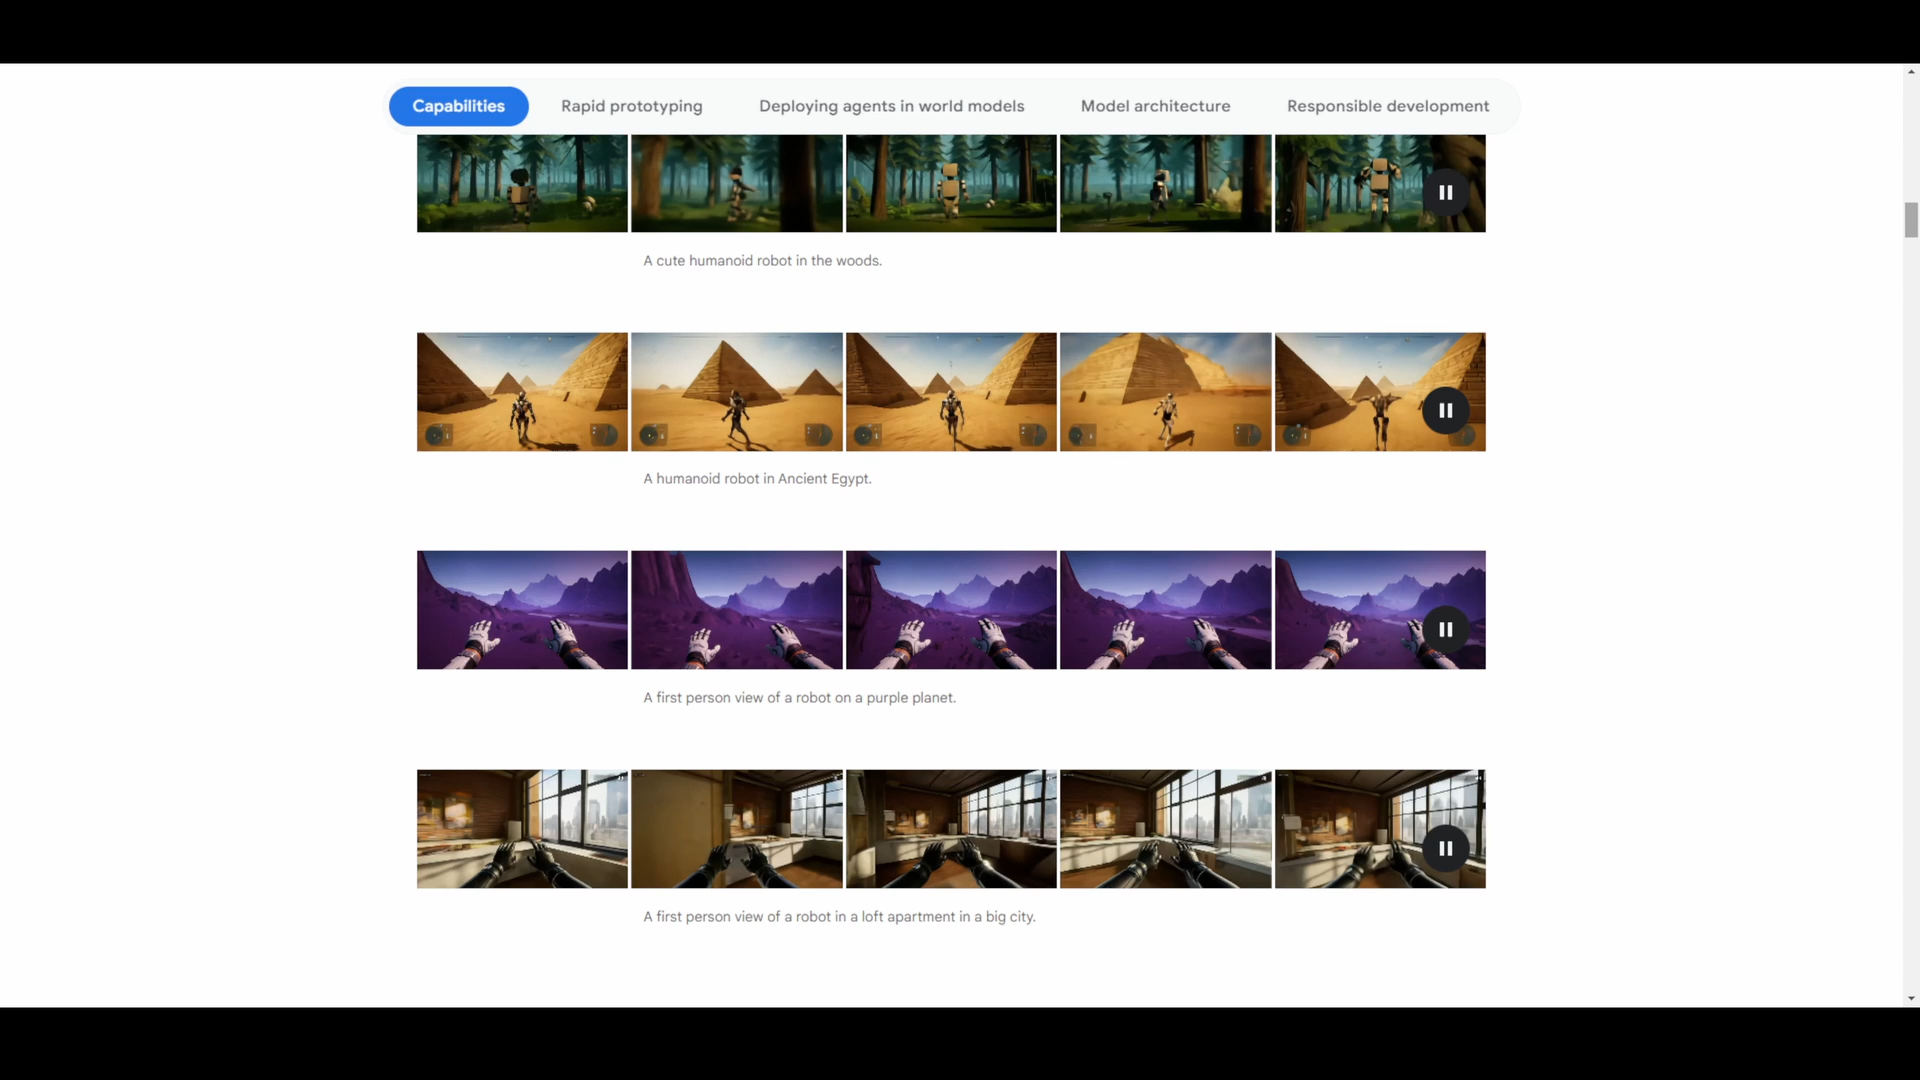 Capabilities Rapid prototyping Deploying agents in world models Model architecture Responsible development
A cute humanoid robot in the woods.
A humanoid robot in Ancient Egypt.
A first person view of a robot on a purple planet.
A first person view of a robot in a loft apartment in a big city.